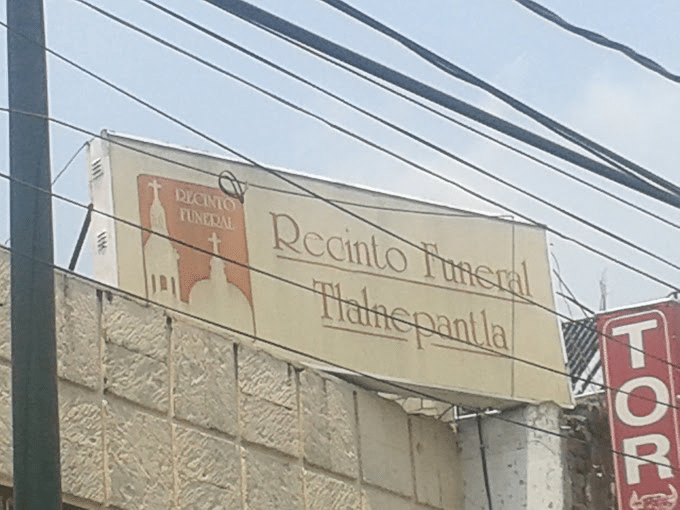 RECINTO
FUNERAL
Recinto Funeral
Tlalnepantla
TOR